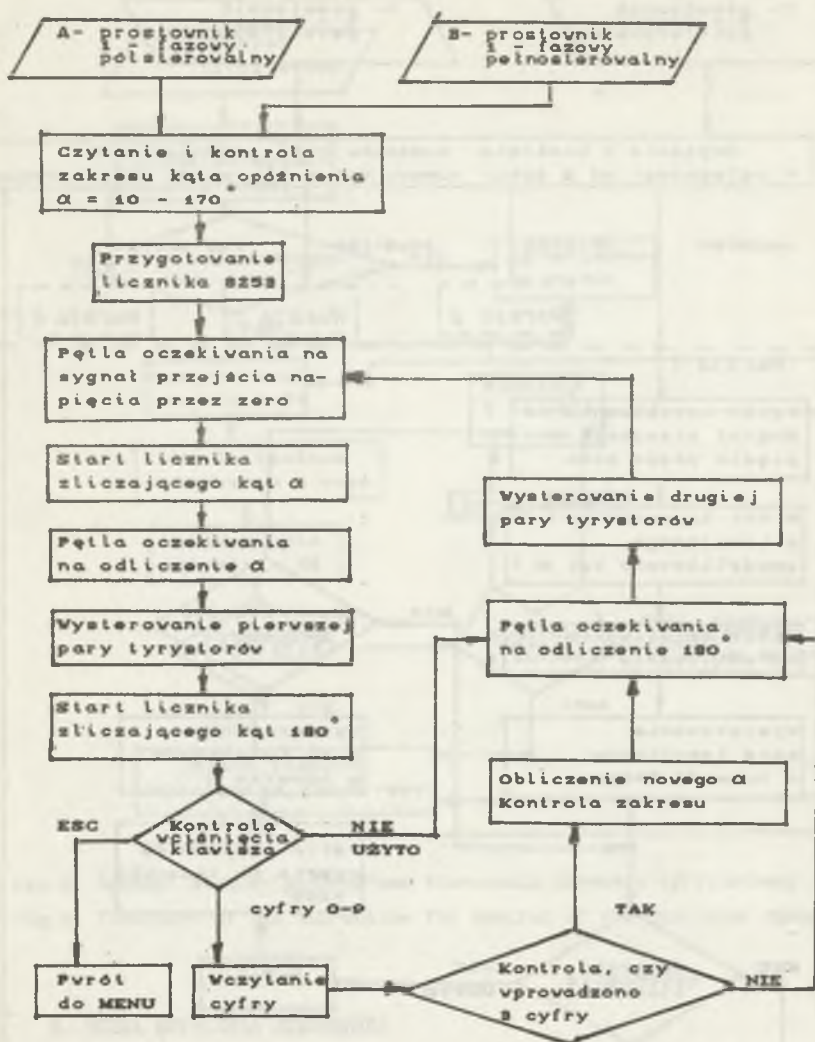 A- prostownik
1 - fazowy
półsterowalny
B- prostownik
1 - fazowy
pełnosterowalny
Czytanie i kontrola
zakresu kąta opóźnienia
α = 10 - 170°
Przygotowanie
licznika 8253
Pętla oczekiwania na
sygnał przejścia na-
pięcia przez zero
Start licznika
zliczającego kąt α
Pętla oczekiwania
na odliczenie α
Wysterowanie pierwszej
pary tyrystorów
Start licznika
zliczającego kąt 180°
Kontrola
wciśnięcia
klawisza
ESC
NIE
UŻYTO
cyfry 0-9
Pwrót
do MENU
Wczytanie
cyfry
Kontrola, czy
wprowadzono
3 cyfry
TAK
NIE
Obliczenie nowego α
Kontrola zakresu
Pętla oczekiwania
na odliczenie 180°
Wysterowanie drugiej
pary tyrystorów